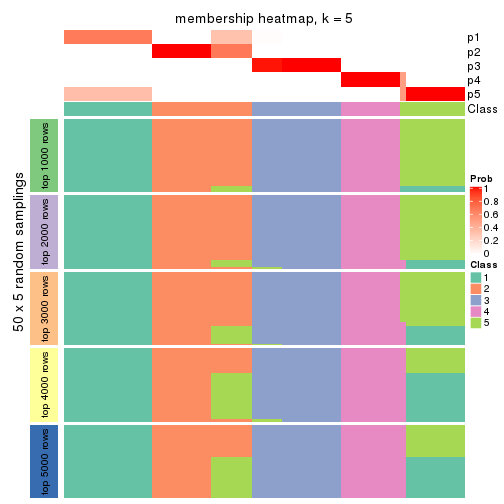 membership heatmap, k = 5
p1
p2
p3
p4
p5
Class
50 x 5 random samplings
top 1000 rows
top 2000 rows
top 3000 rows
top 4000 rows
top 5000 rows
Prob
1
0.8
0.6
0.4
0.2
0
Class
1
2
3
4
5